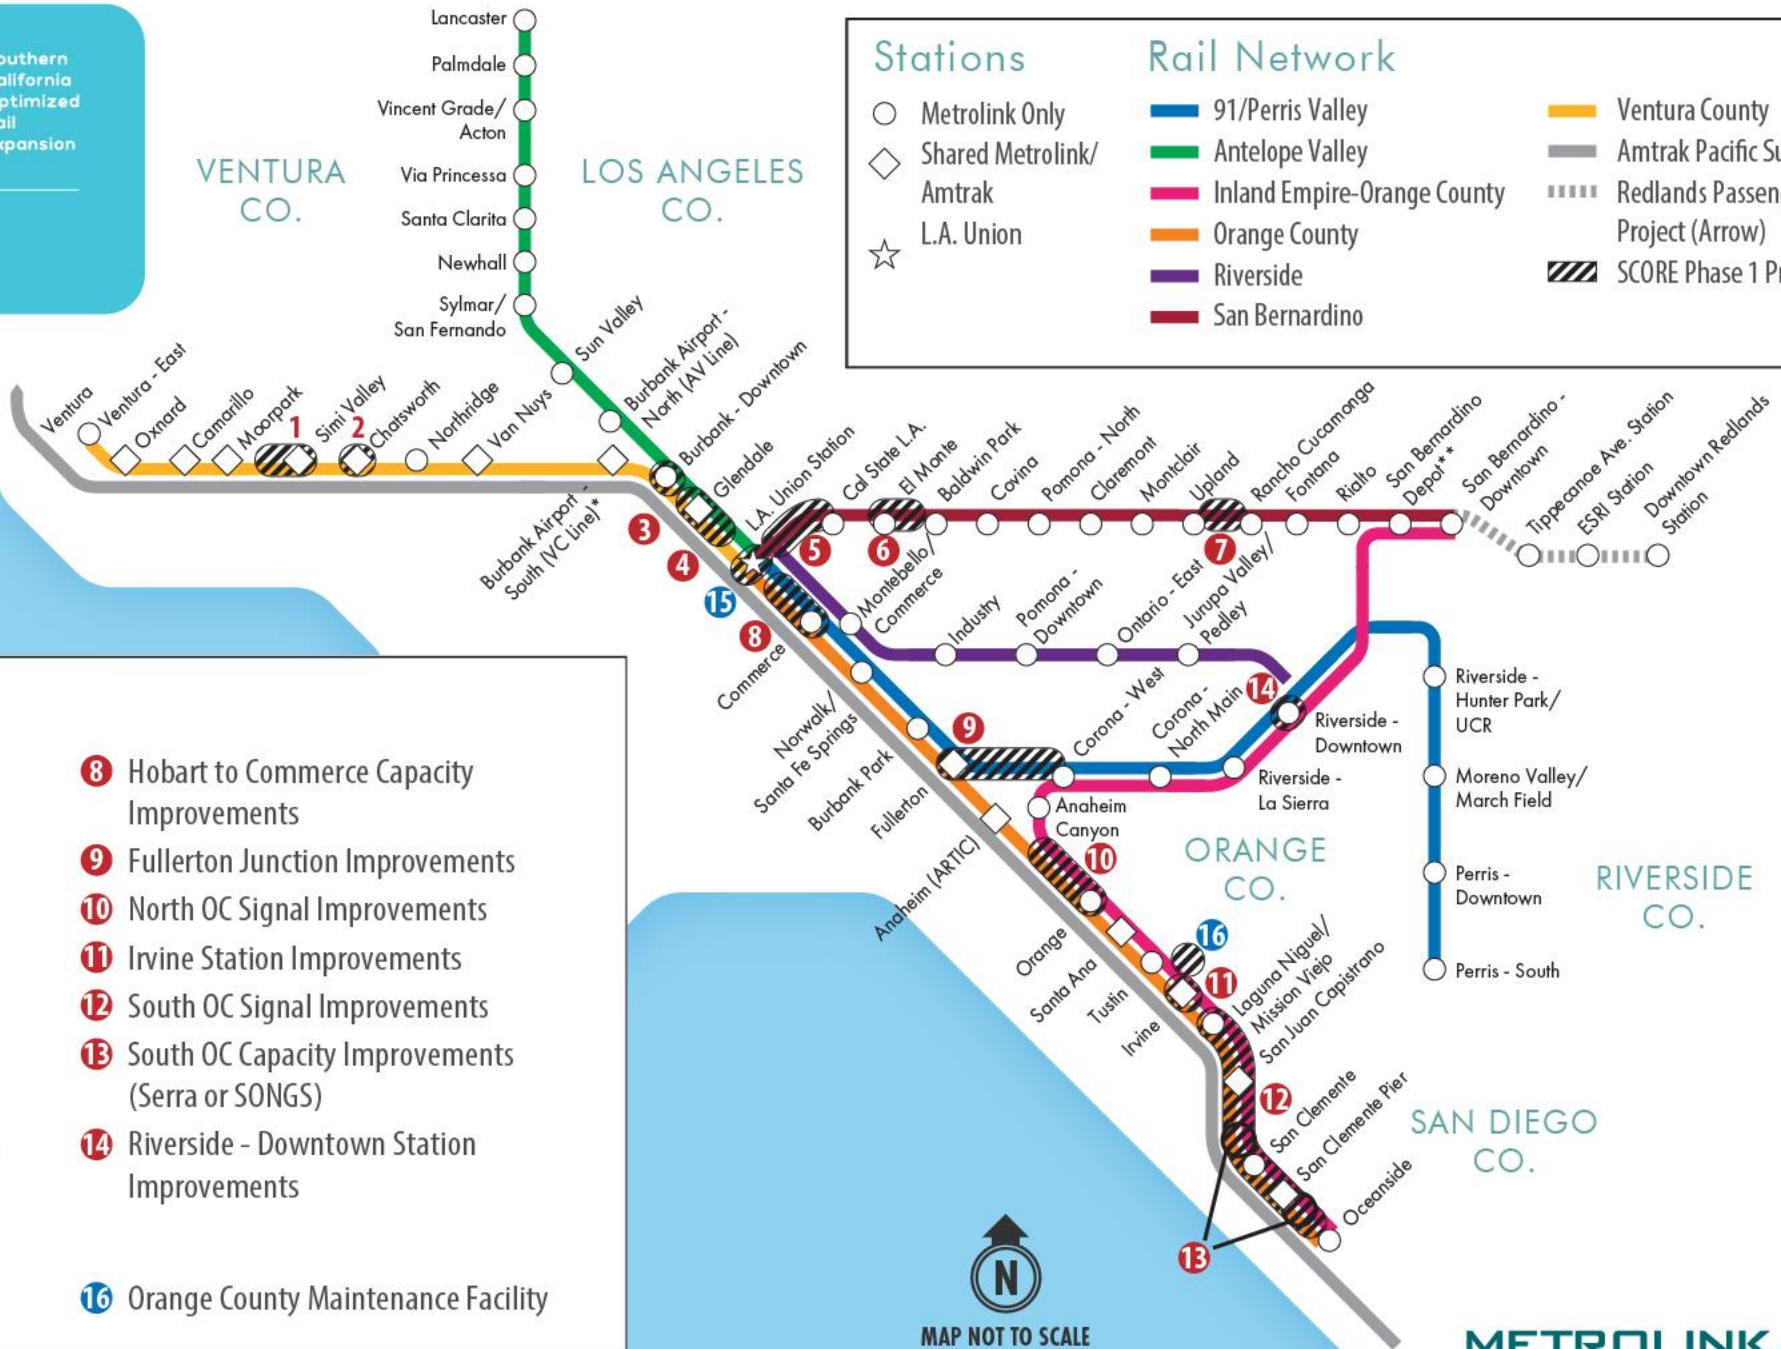 outhern
alifornia
ptimized
ail
xpansion
VENTURA
CO.
LOS ANGELES
CO.
Lancaster
Palmdale
Vincent Grade/
Acton
Via Princessa
Santa Clarita
Newhall
Sylmar/
San Fernando
Sun Valley
Burbank Airport -
North (AV Line)
Burbank - Downtown
Glendale
L.A. Union Station
Stations
Metrolink Only
Shared Metrolink/
Amtrak
L.A. Union
Rail Network
91/Perris Valley
Antelope Valley
Inland Empire-Orange County
Orange County
Riverside
San Bernardino
Ventura County
Amtrak Pacific Su
Redlands Passen
Project (Arrow)
SCORE Phase 1 Pr
Ventura
Ventura - East
Oxnard
Camarillo
Moorpark
1
Simi Valley
2
Chatsworth
Northridge
Van Nuys
Burbank Airport -
South (VC Line)*
3
4
15
8
5
6
7
Cal State L.A.
El Monte
Baldwin Park
Covina
Pomona - North
Claremont
Montclair
Upland
Rancho Cucamonga
Fontana
Rialto
San Bernardino
Depot**
San Bernardino -
Downtown
Tippecanoe Ave. Station
ESRI Station
Downtown Redlands
Station
Montebello/
Commerce
Industry
Pomona -
Downtown
Ontario - East
Jurupa Valley/
Pedley
14
Commerce
Norwalk/
Santa Fe Springs
Burbank Park
Fullerton
Anaheim (ARTIC)
9
Corona - West
Corona -
North Main
Riverside -
La Sierra
Riverside -
Downtown
Riverside -
Hunter Park/
UCR
Moreno Valley/
March Field
Perris -
Downtown
Perris - South
Anaheim
Canyon
10
ORANGE
CO.
RIVERSIDE
CO.
Orange
Santa Ana
Tustin
Irvine
16
11
Laguna Niguel/
Mission Viejo
San Juan Capistrano
12
San Clemente
San Clemente Pier
Oceanside
13
SAN DIEGO
CO.
8 Hobart to Commerce Capacity
Improvements
9 Fullerton Junction Improvements
10 North OC Signal Improvements
11 Irvine Station Improvements
12 South OC Signal Improvements
13 South OC Capacity Improvements
(Serra or SONGS)
14 Riverside - Downtown Station
Improvements
16 Orange County Maintenance Facility
N
MAP NOT TO SCALE
METROLINK